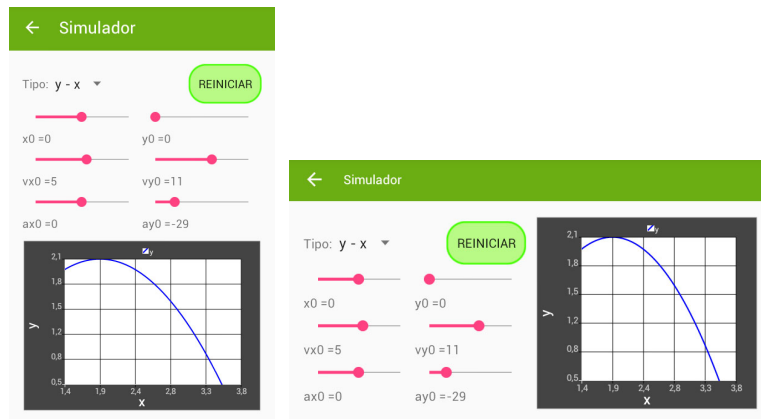 Simulador
Tipo: y - x
REINICIAR
x0 =0 y0 =0
vx0 =5 vy0 =11
ax0 =0 ay0 =-29
y
2,1
1,8
1,5
1,2
0,8
0,5
y
1,4 1,9 2,4 2,8 3,3 3,8
x
Simulador
Tipo: y - x
REINICIAR
x0 =0 y0 =0
vx0 =5 vy0 =11
ax0 =0 ay0 =-29
y
2,1
1,8
1,5
1,2
0,8
0,5
y
1,4 1,9 2,4 2,8 3,3 3,8
x